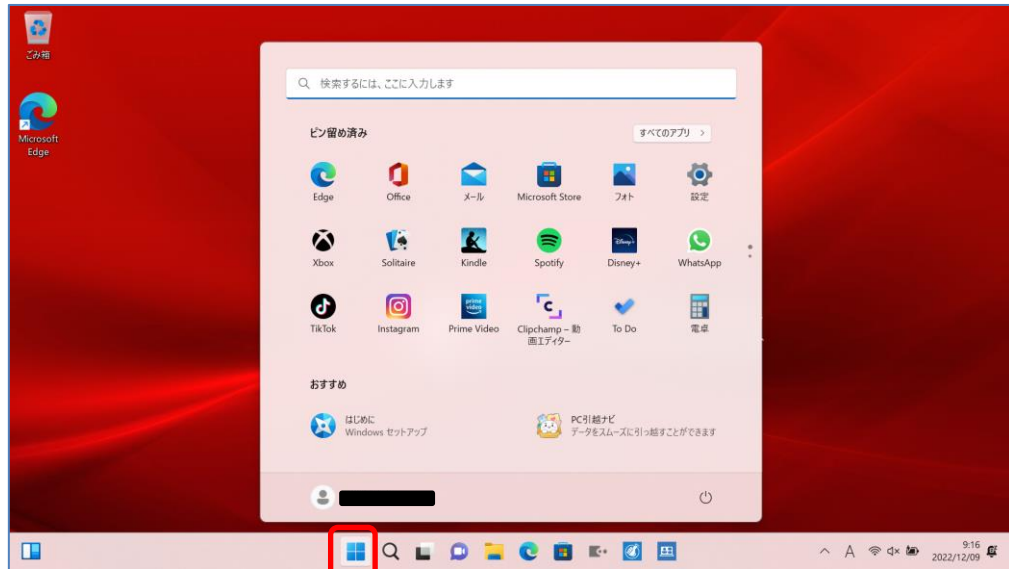 ごみ箱
Microsoft
Edge
検索するには、ここに入力します
ピン留め済み
すべてのアプリ >
Edge
Office
メール
Microsoft Store
フォト
設定
Xbox
Solitaire
Kindle
Spotify
Disney+
Disney+
WhatsApp
TikTok
Instagram
prime
video
Prime Video
Clipchamp – 動
画エディター
To Do
電卓
おすすめ
はじめに
Windows セットアップ
PC引越ナビ
データをスムーズに引っ越すことができます
A
9:16
2022/12/09